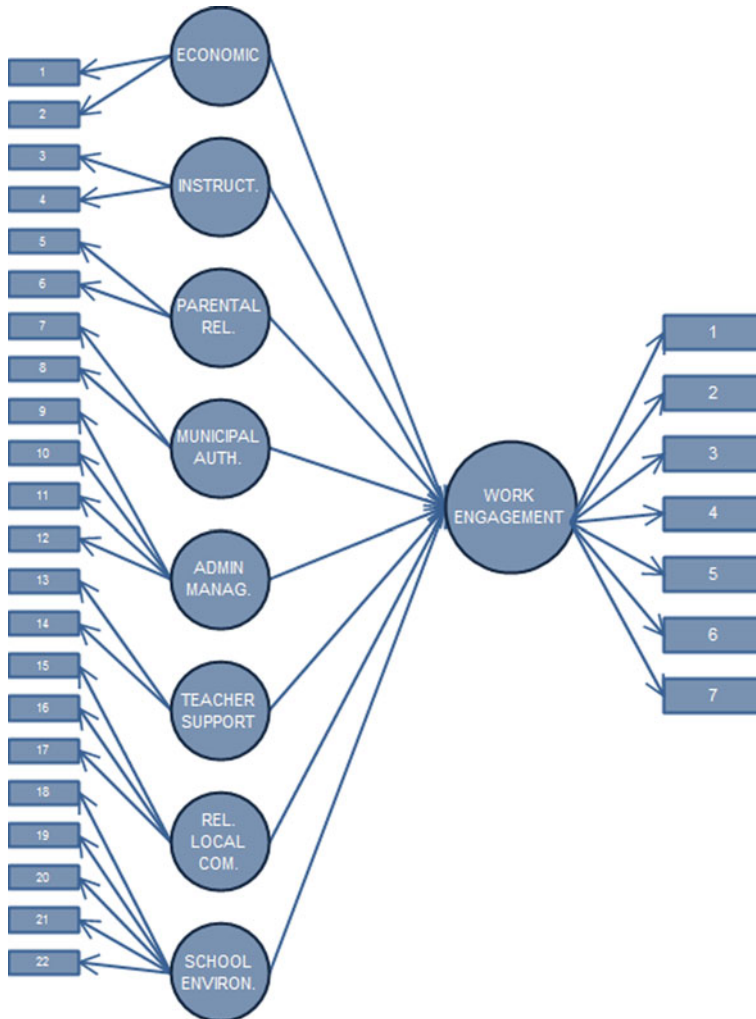 1
2
3
4
5
6
7
8
9
10
11
12
13
14
15
16
17
18
19
20
21
22
ECONOMIC
INSTRUCT.
PARENTAL
REL.
MUNICIPAL
AUTH.
ADMIN
MANAG.
TEACHER
SUPPORT
REL.
LOCAL
COM.
SCHOOL
ENVIRON.
WORK
ENGAGEMENT
1
2
3
4
5
6
7